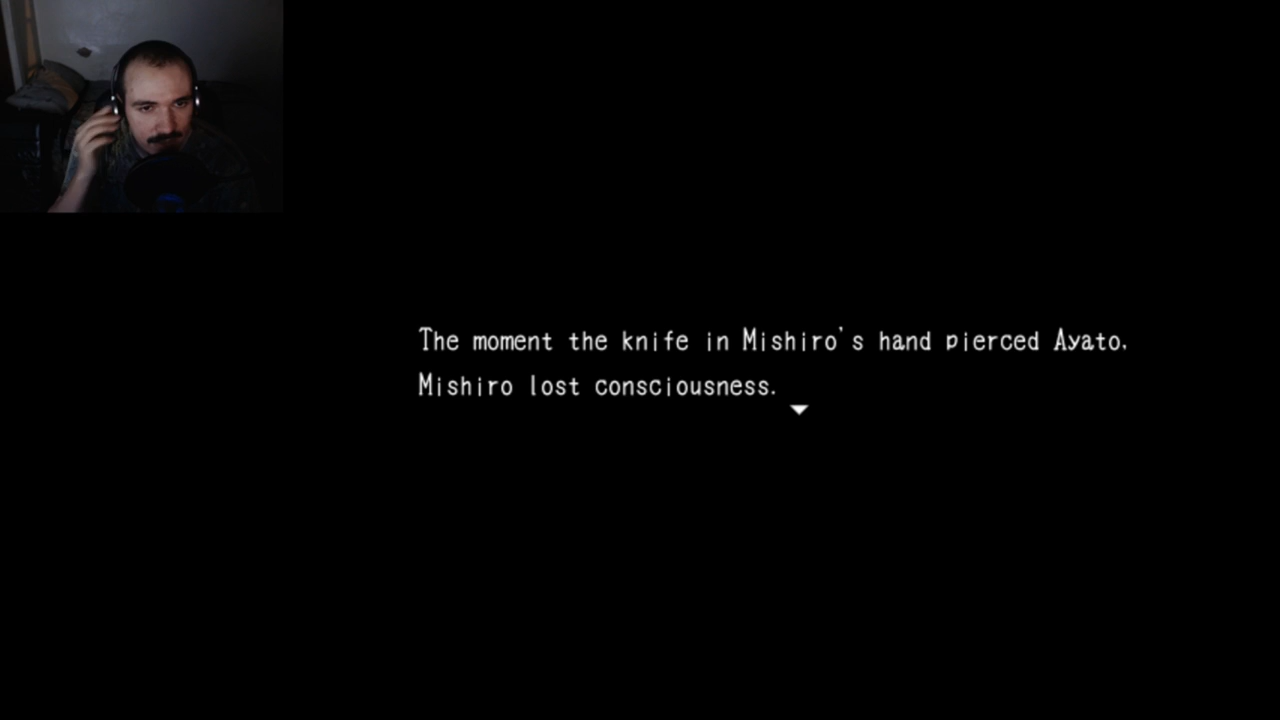 The moment the knife in Mishiro's hand pierced Ayato,
Mishiro lost consciousness.